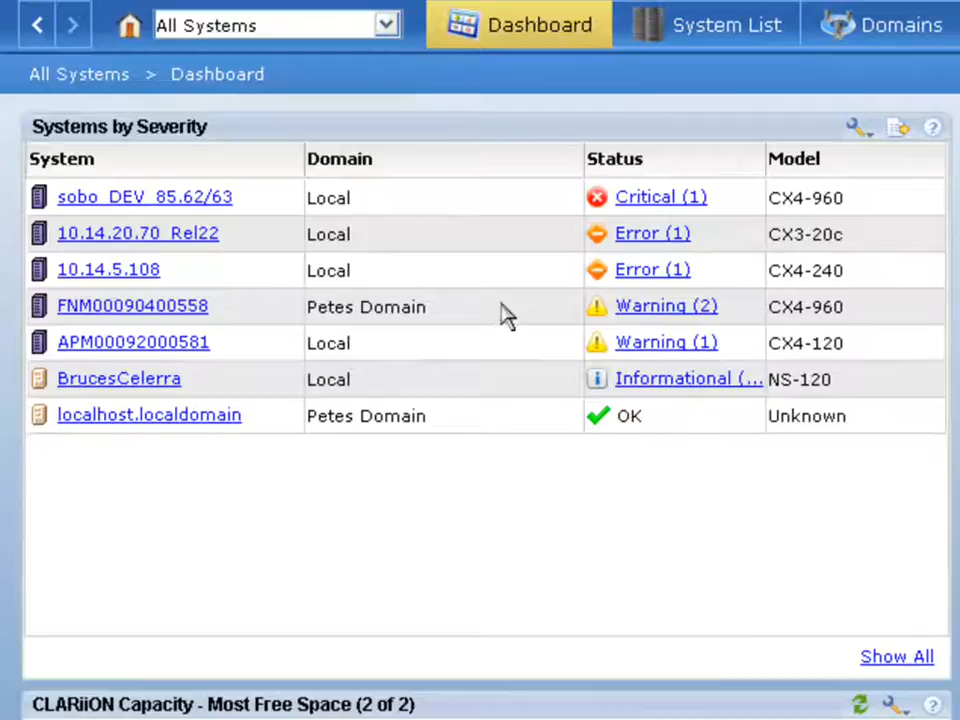 All Systems Dashboard System List Domains
All Systems > Dashboard
Systems by Severity
System Domain Status Model
sobo_DEV_85.62/63 Local Critical (1) CX4-960
10.14.20.70_Rel22 Local Error (1) CX3-20c
10.14.5.108 Local Error (1) CX4-240
FNM00090400558 Petes Domain Warning (2) CX4-960
APM00092000581 Local Warning (1) CX4-120
BrucesCelerra Local Informational (... NS-120
localhost.localdomain Petes Domain OK Unknown
Show All
CLARiiON Capacity - Most Free Space (2 of 2)